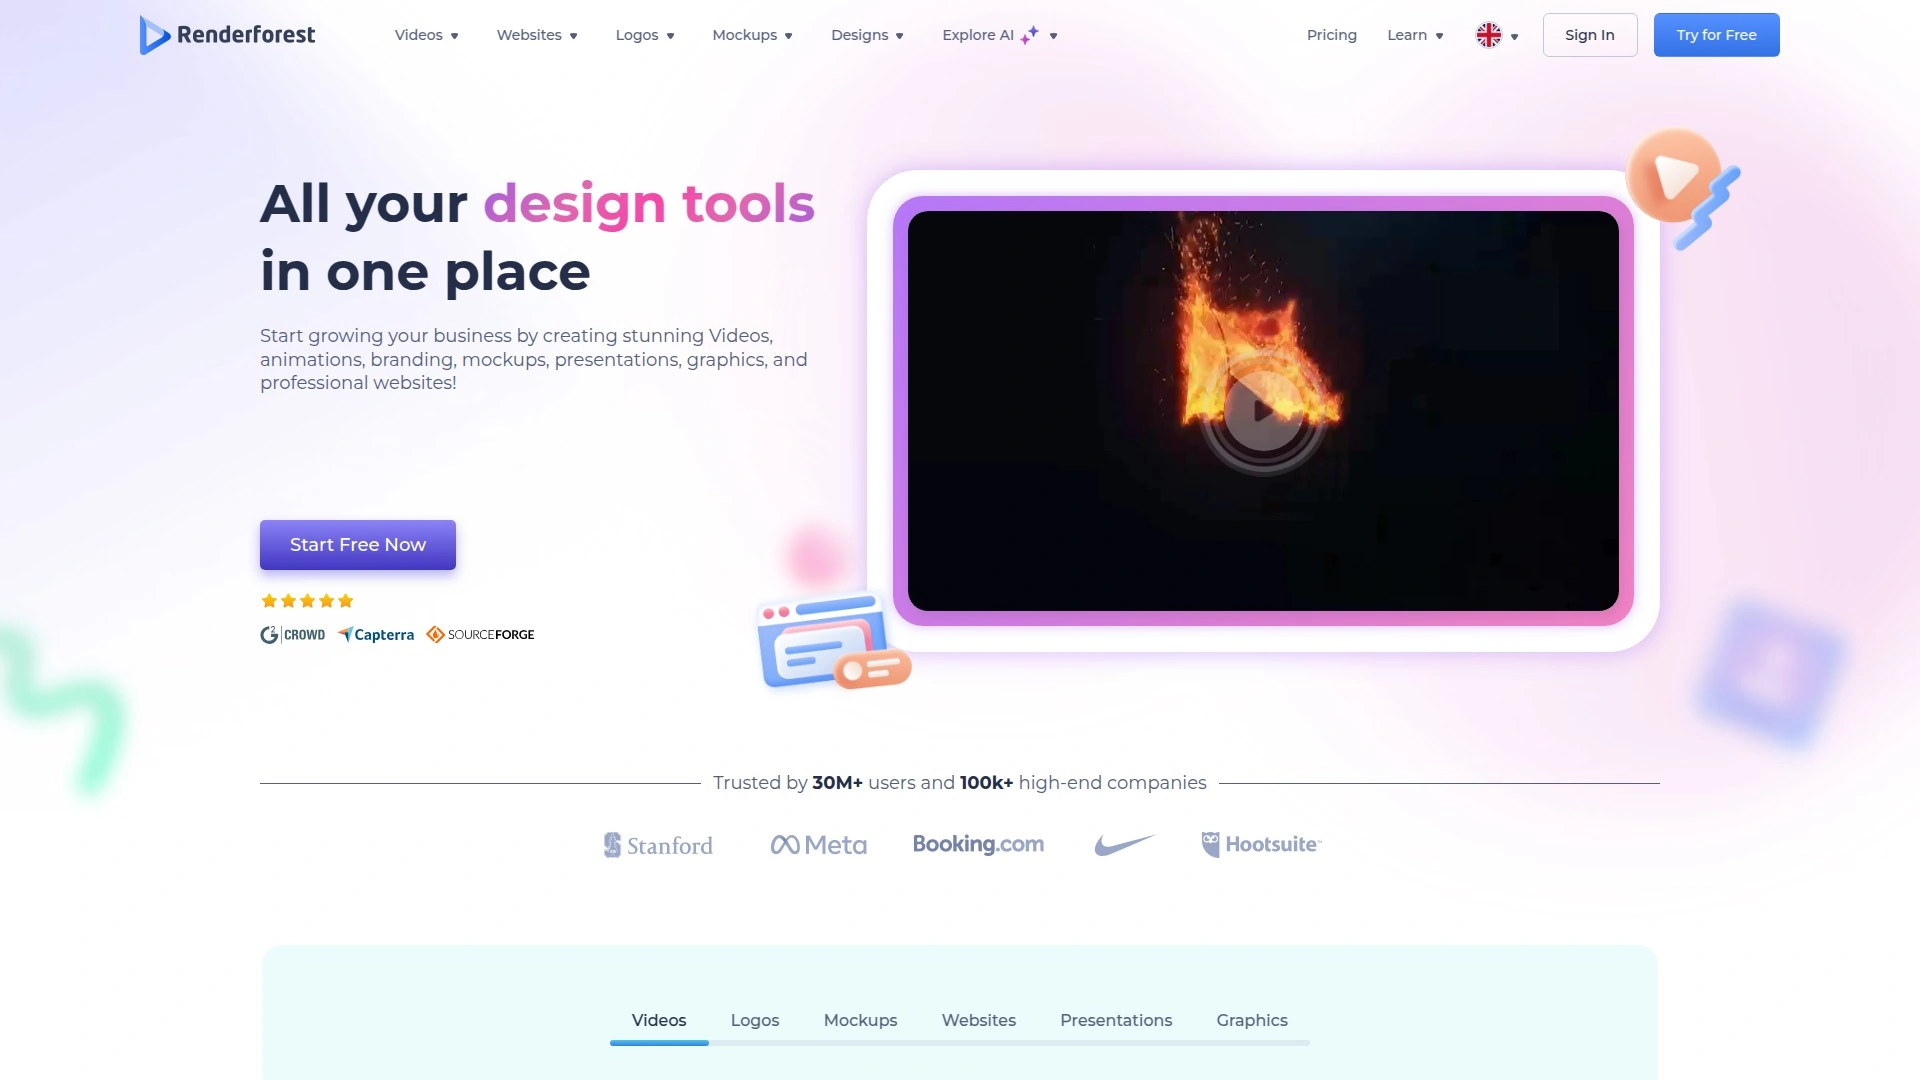 Renderforest
Videos
Websites
Logos
Mockups
Designs
Explore AI
Pricing
Learn
Sign In
Try for Free
All your design tools
in one place
Start growing your business by creating stunning Videos,
animations, branding, mockups, presentations, graphics, and
professional websites!
Start Free Now
G2 CROWD
Capterra
SOURCEFORGE
Trusted by 30M+ users and 100k+ high-end companies
Stanford
Meta
Booking.com
Hootsuite
Videos
Logos
Mockups
Websites
Presentations
Graphics